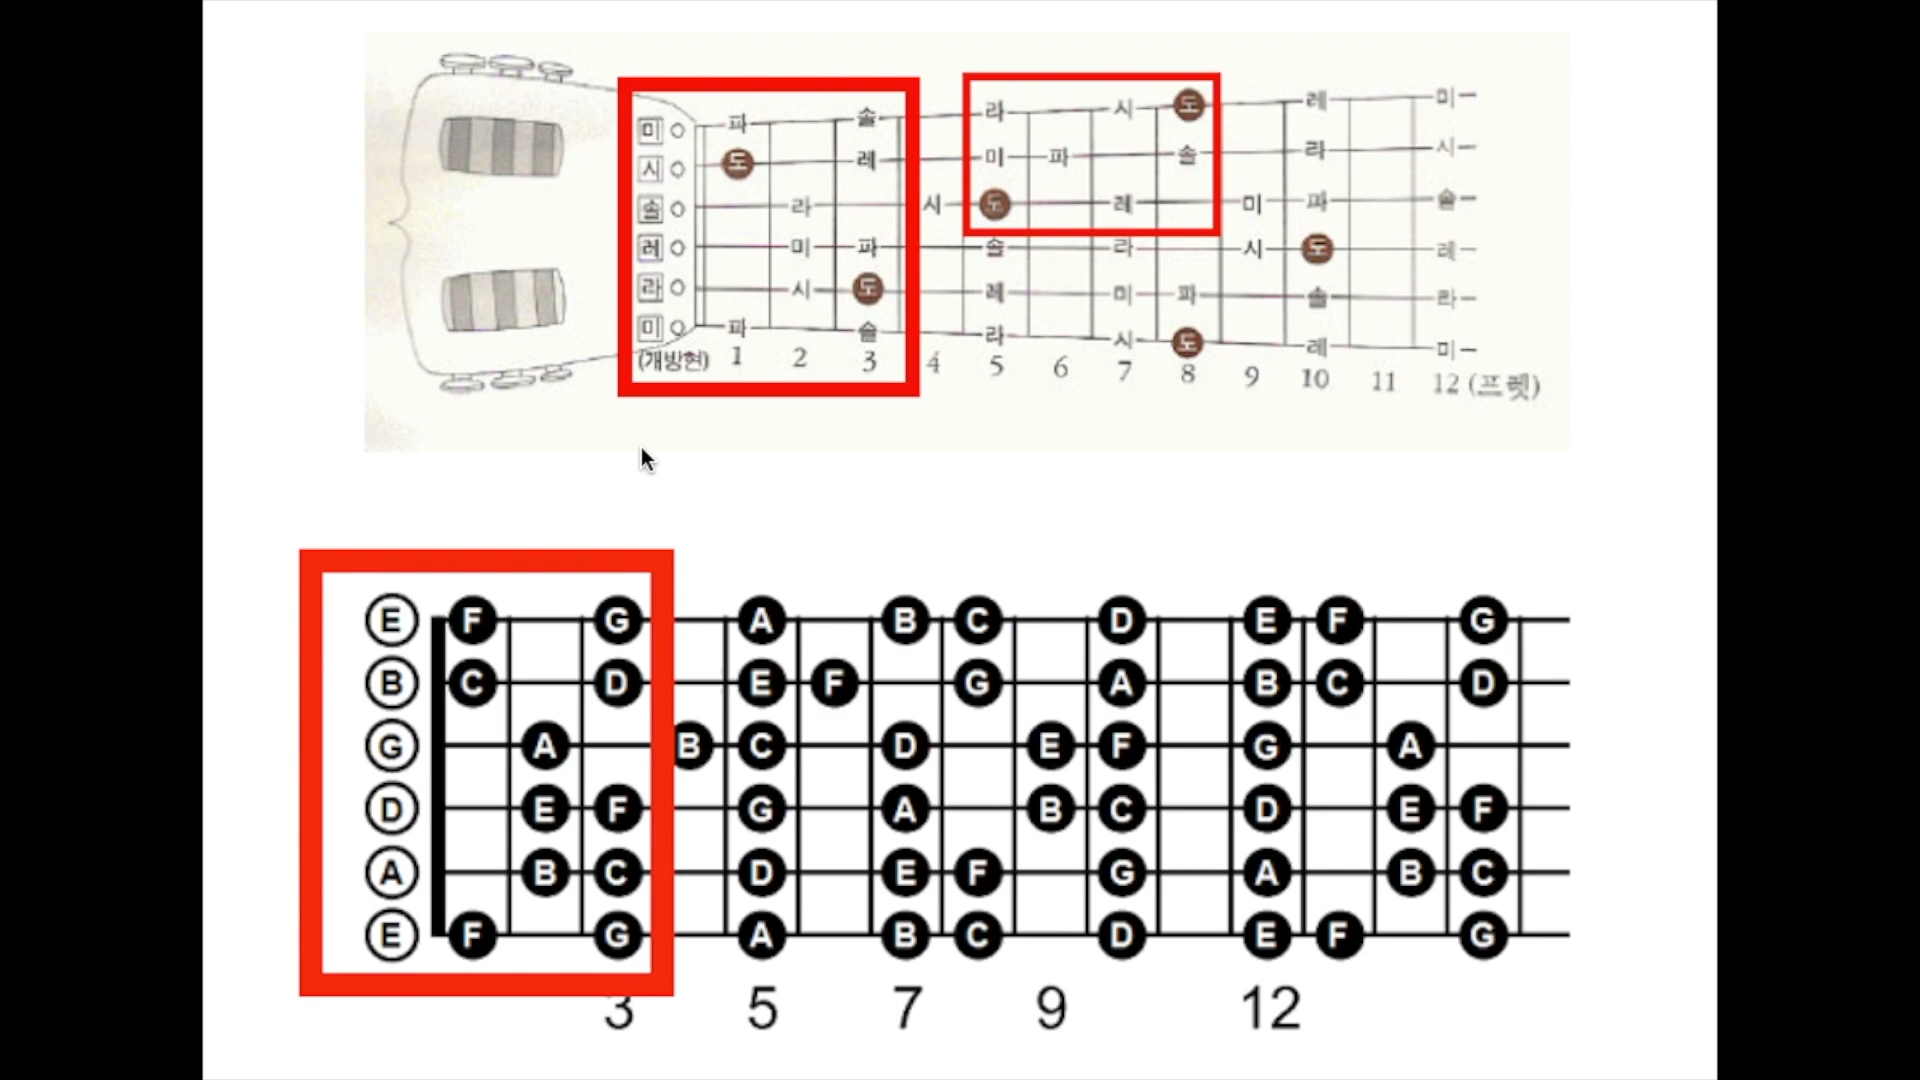 미 파 솔 라 시 도 레 미
시 도 레 미 파 솔 라 시
솔 라 시 도 레 미 파 솔
레 미 파 솔 라 시 도 레
라 시 도 레 미 파 솔 라
미 파 솔 라 시 도 레 미
(개방현) 1 2 3 4 5 6 7 8 9 10 11 12 (프렛)
E F G A B C D E F G
B C D E F G A B C D
G A B C D E F G A
D E F G A B C D E F
A B C D E F G A B C
E F G A B C D E F G
3 5 7 9 12